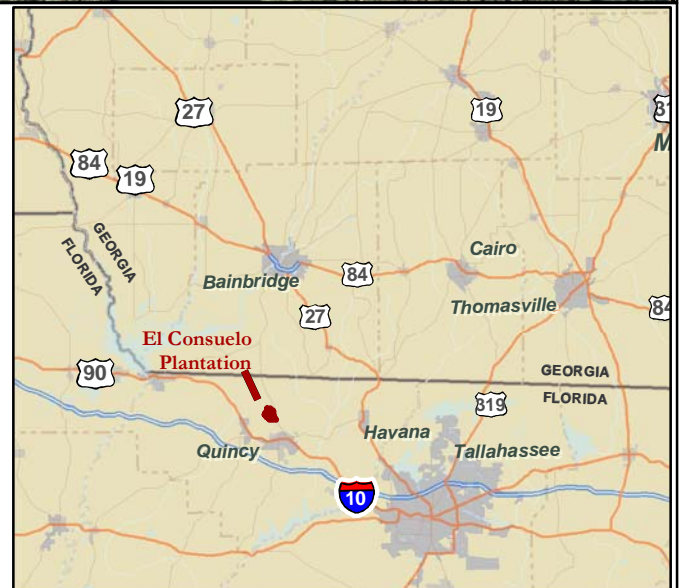 27
19
84
19
GEORGIA
FLORIDA
Bainbridge
84
Cairo
Thomasville
27
84
El Consuelo
Plantation
90
GEORGIA
FLORIDA
319
Quincy
Havana
Tallahassee
10